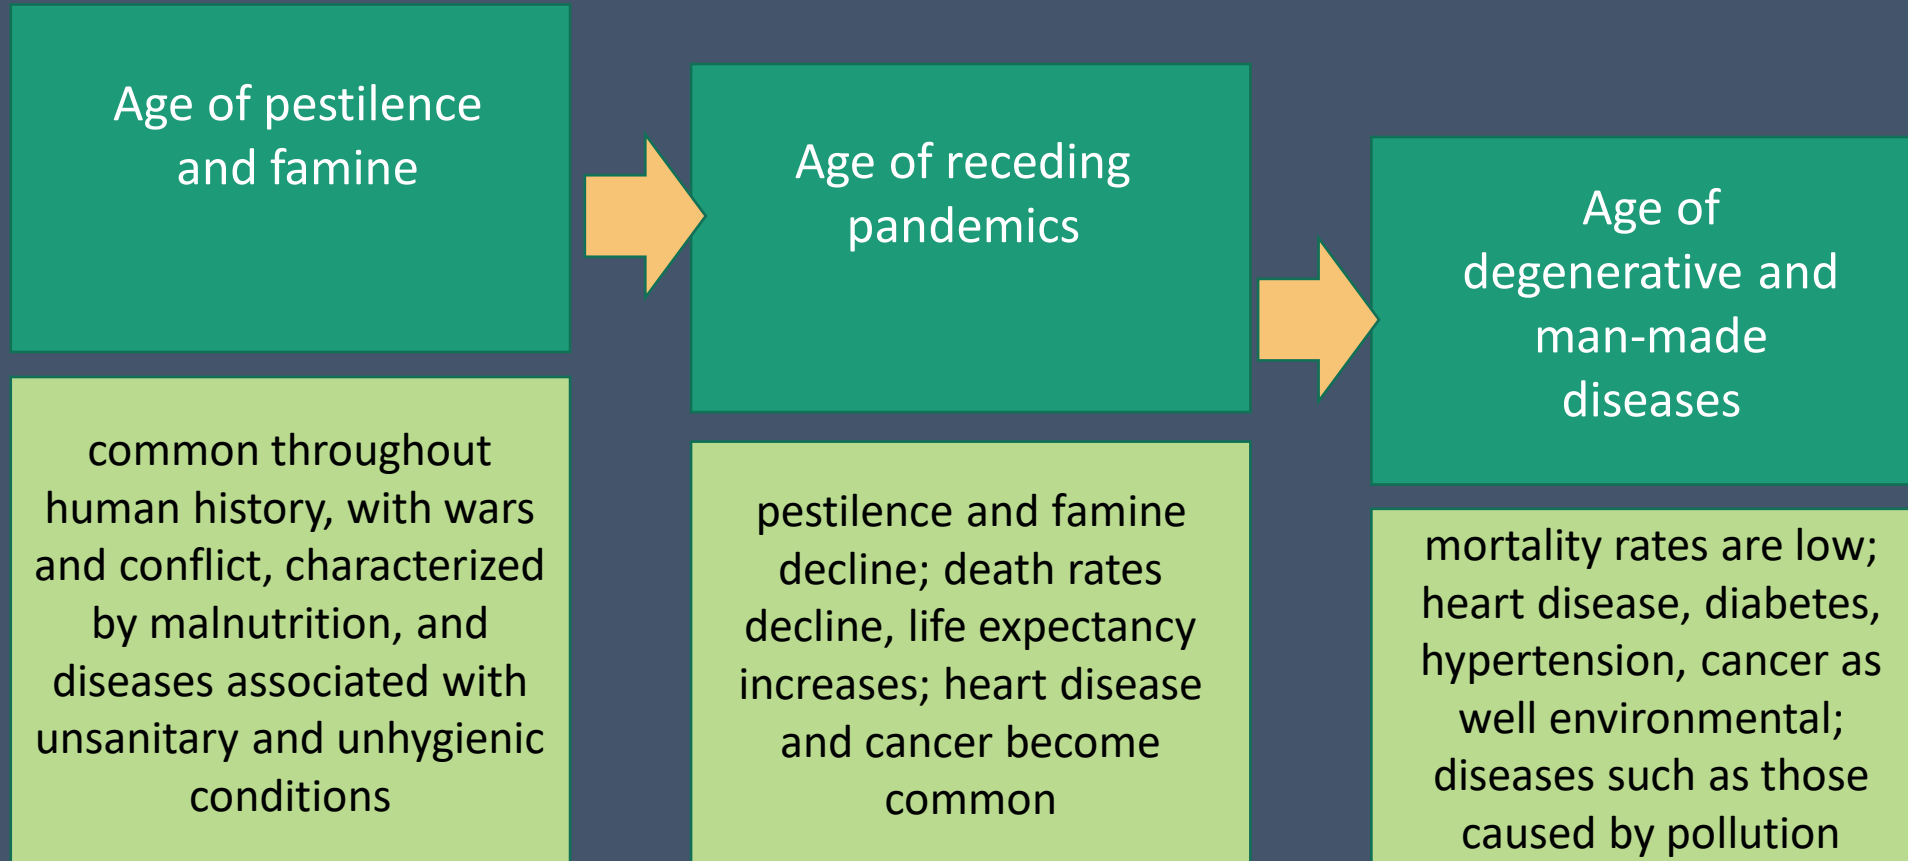 Age of pestilence
and famine
common throughout
human history, with wars
and conflict, characterized
by malnutrition, and
diseases associated with
unsanitary and unhygienic
conditions
Age of receding
pandemics
pestilence and famine
decline; death rates
decline, life expectancy
increases; heart disease
and cancer become
common
Age of
degenerative and
man-made
diseases
mortality rates are low;
heart disease, diabetes,
hypertension, cancer as
well environmental;
diseases such as those
caused by pollution